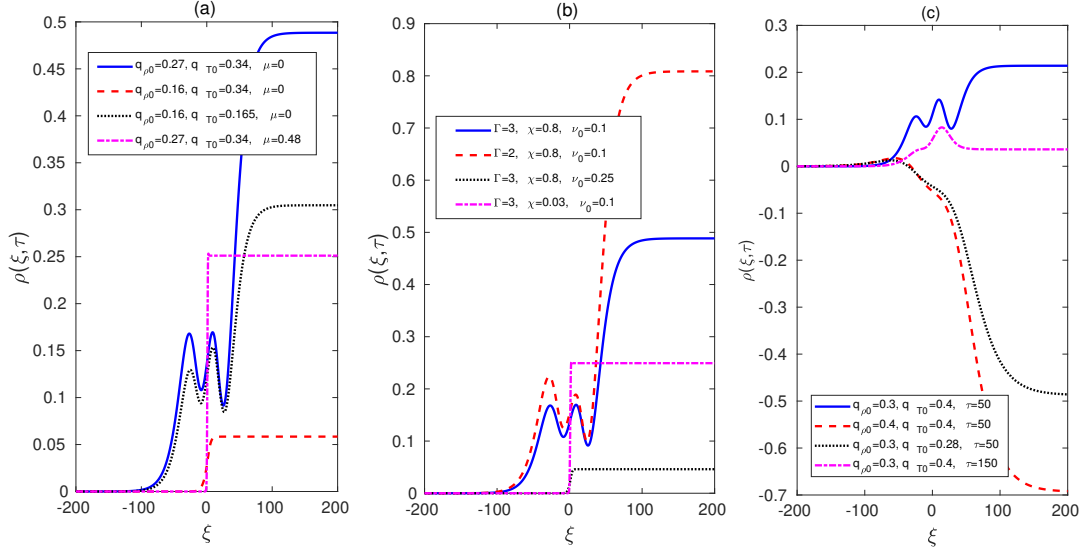 (a)
0.5
0.45
0.4
0.35
0.3
0.25
0.2
0.15
0.1
0.05
0
-200 -100 0 100 200
ρ(ξ,τ)
ξ
q_ρ0=0.27, q_T0=0.34, μ=0
q_ρ0=0.16, q_T0=0.34, μ=0
q_ρ0=0.16, q_T0=0.165, μ=0
q_ρ0=0.27, q_T0=0.34, μ=0.48
(b)
0.9
0.8
0.7
0.6
0.5
0.4
0.3
0.2
0.1
0
-200 -100 0 100 200
ρ(ξ,τ)
ξ
Γ=3, χ=0.8, ν_0=0.1
Γ=2, χ=0.8, ν_0=0.1
Γ=3, χ=0.8, ν_0=0.25
Γ=3, χ=0.03, ν_0=0.1
(c)
0.3
0.2
0.1
0
-0.1
-0.2
-0.3
-0.4
-0.5
-0.6
-0.7
-200 -100 0 100 200
ρ(ξ,τ)
ξ
q_ρ0=0.3, q_T0=0.4, τ=50
q_ρ0=0.4, q_T0=0.4, τ=50
q_ρ0=0.3, q_T0=0.28, τ=50
q_ρ0=0.3, q_T0=0.4, τ=150